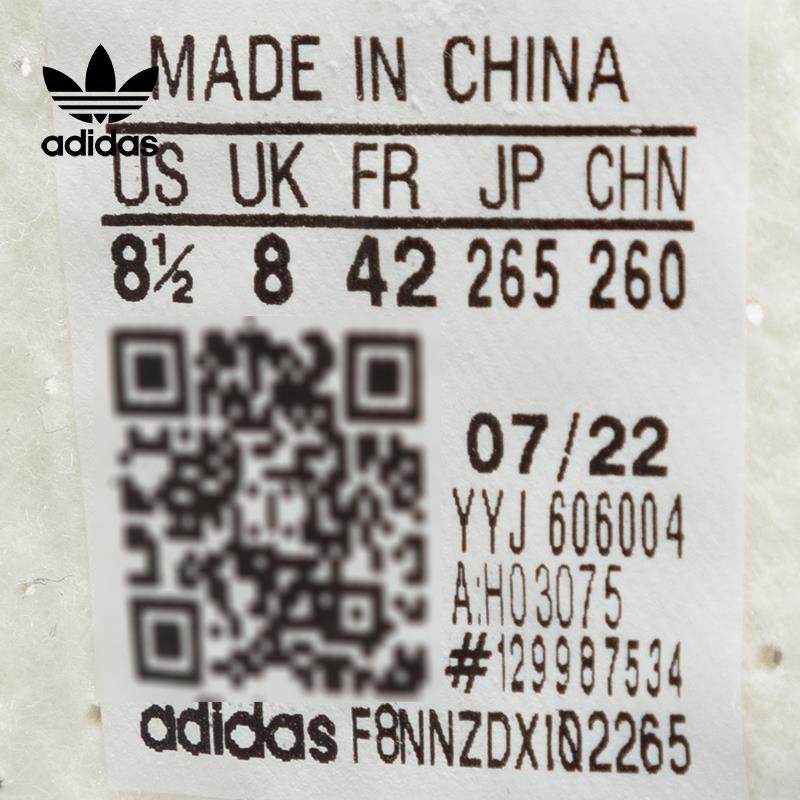 adidas
MADE IN CHINA
US UK FR JP CHN
8½ 8 42 265 260
07/22
YYJ 606004
A:H03075
#129987534
adidas F8NNZDXIQ2265